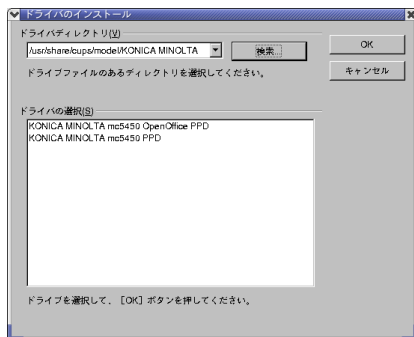 ドライバのインストール
ドライバディレクトリ(V)
/usr/share/cups/model/KONICA MINOLTA
検索...
OK
ドライブファイルのあるディレクトリを選択してください。
キャンセル
ドライバの選択(S)
KONICA MINOLTA mc5450 OpenOffice PPD
KONICA MINOLTA mc5450 PPD
ドライブを選択して、［OK］ボタンを押してください。